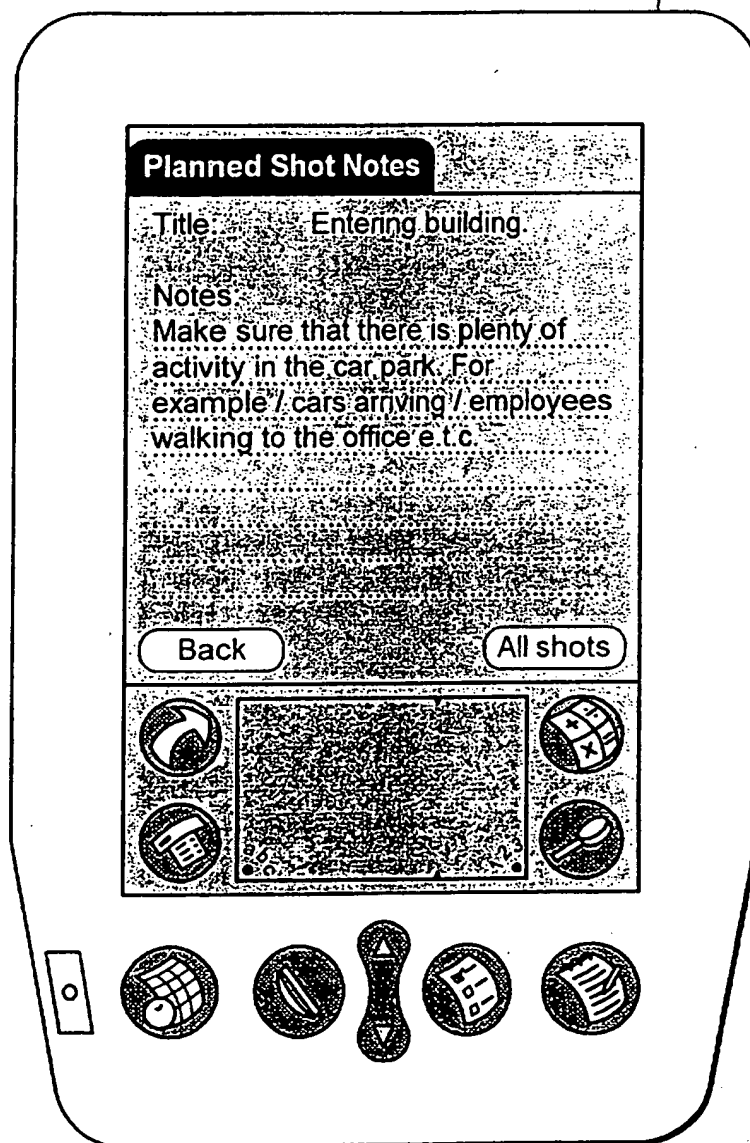 Planned Shot Notes
Title: Entering building.
Notes:
Make sure that there is plenty of
activity in the car park. For
example / cars arriving / employees
walking to the office e.t.c.
Back
All shots